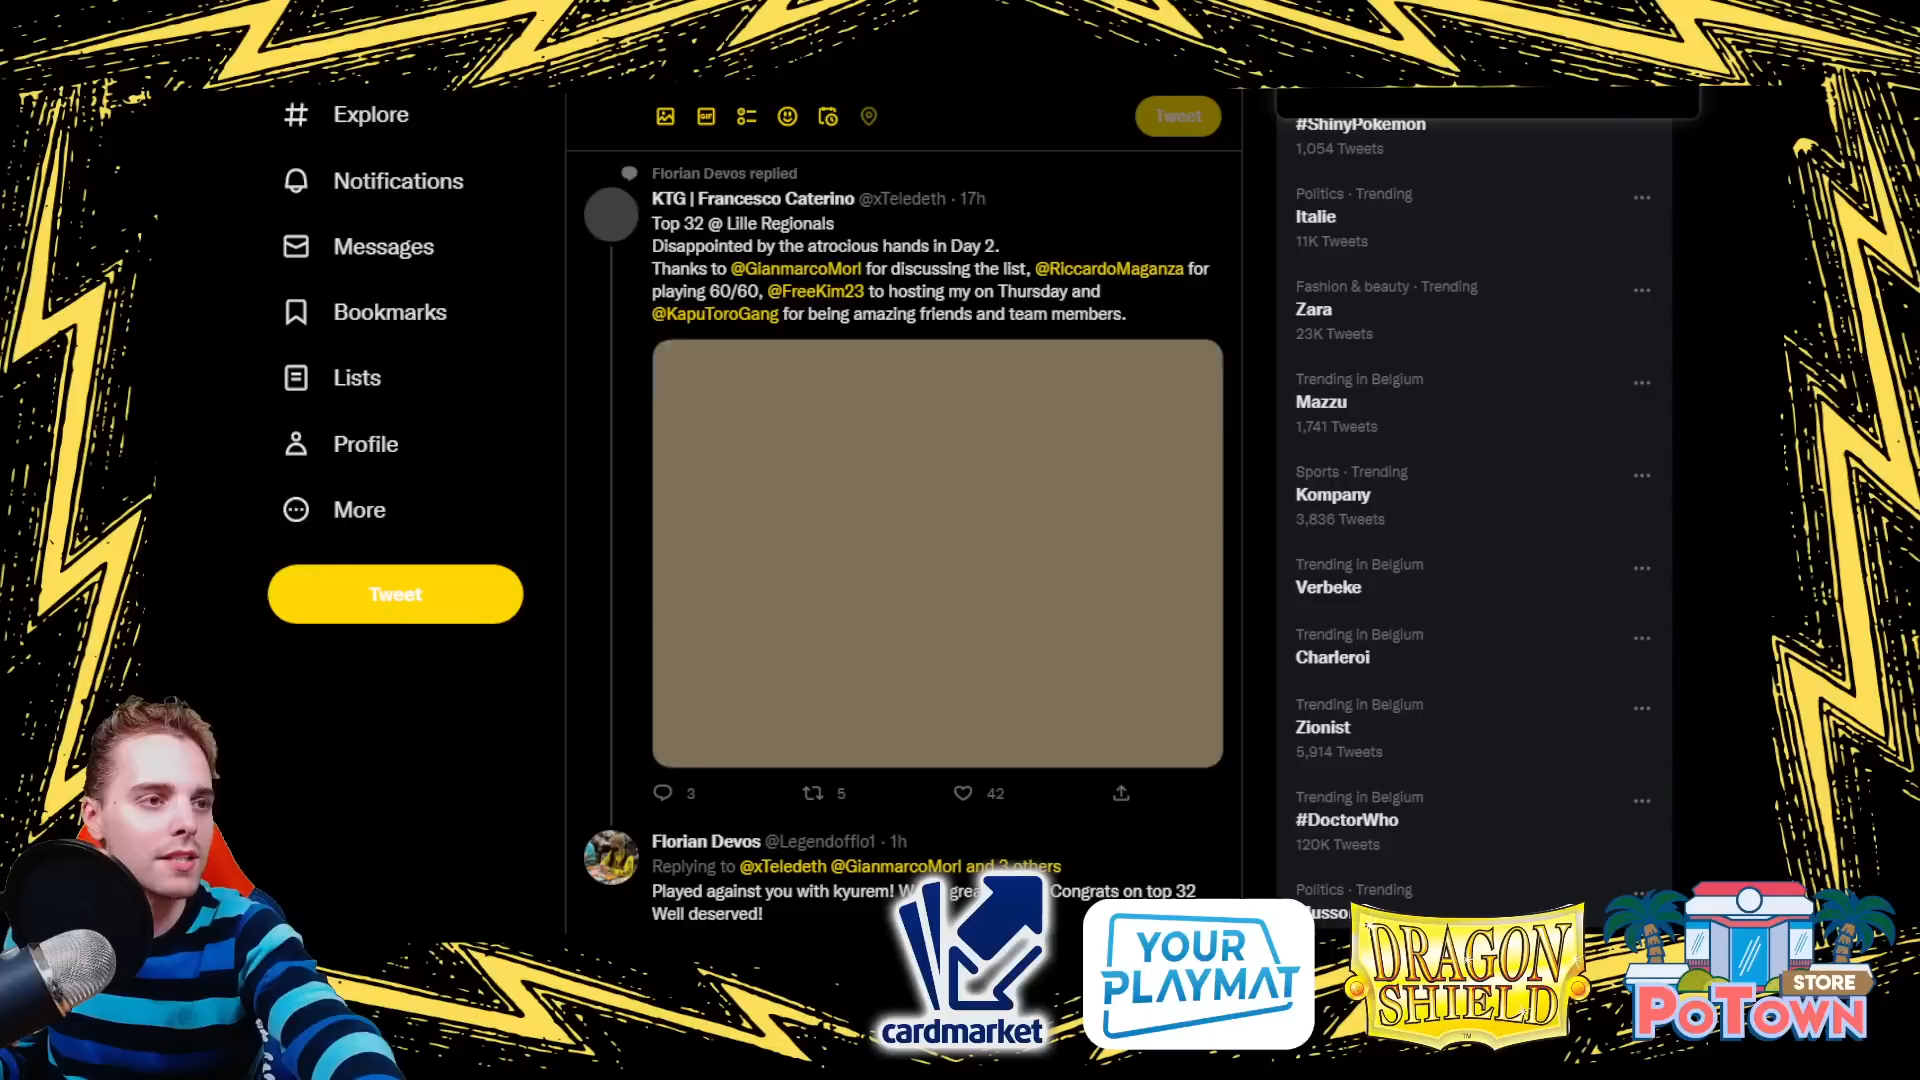 Explore
Notifications
Messages
Bookmarks
Lists
Profile
More
Tweet
GIF
Tweet
Florian Devos replied
KTG | Francesco Caterino @xTeledeth · 17h
Top 32 @ Lille Regionals
Disappointed by the atrocious hands in Day 2.
Thanks to @GianmarcoMorl for discussing the list, @RiccardoMaganza for
playing 60/60, @FreeKim23 to hosting my on Thursday and
@KapuToroGang for being amazing friends and team members.
3 5 42
Florian Devos @Legendofflo1 · 1h
Replying to @xTeledeth @GianmarcoMorl and 3 others
Played against you with kyurem! Congrats on top 32
Well deserved!
#ShinyPokemon
1,054 Tweets
Politics · Trending
Italie
11K Tweets
Fashion & beauty · Trending
Zara
23K Tweets
Trending in Belgium
Mazzu
1,741 Tweets
Sports · Trending
Kompany
3,836 Tweets
Trending in Belgium
Verbeke
Trending in Belgium
Charleroi
Trending in Belgium
Zionist
5,914 Tweets
Trending in Belgium
#DoctorWho
120K Tweets
Politics · Trending
cardmarket
YOUR
PLAYMAT
DRAGON
SHIELD
TM
STORE
PoTown